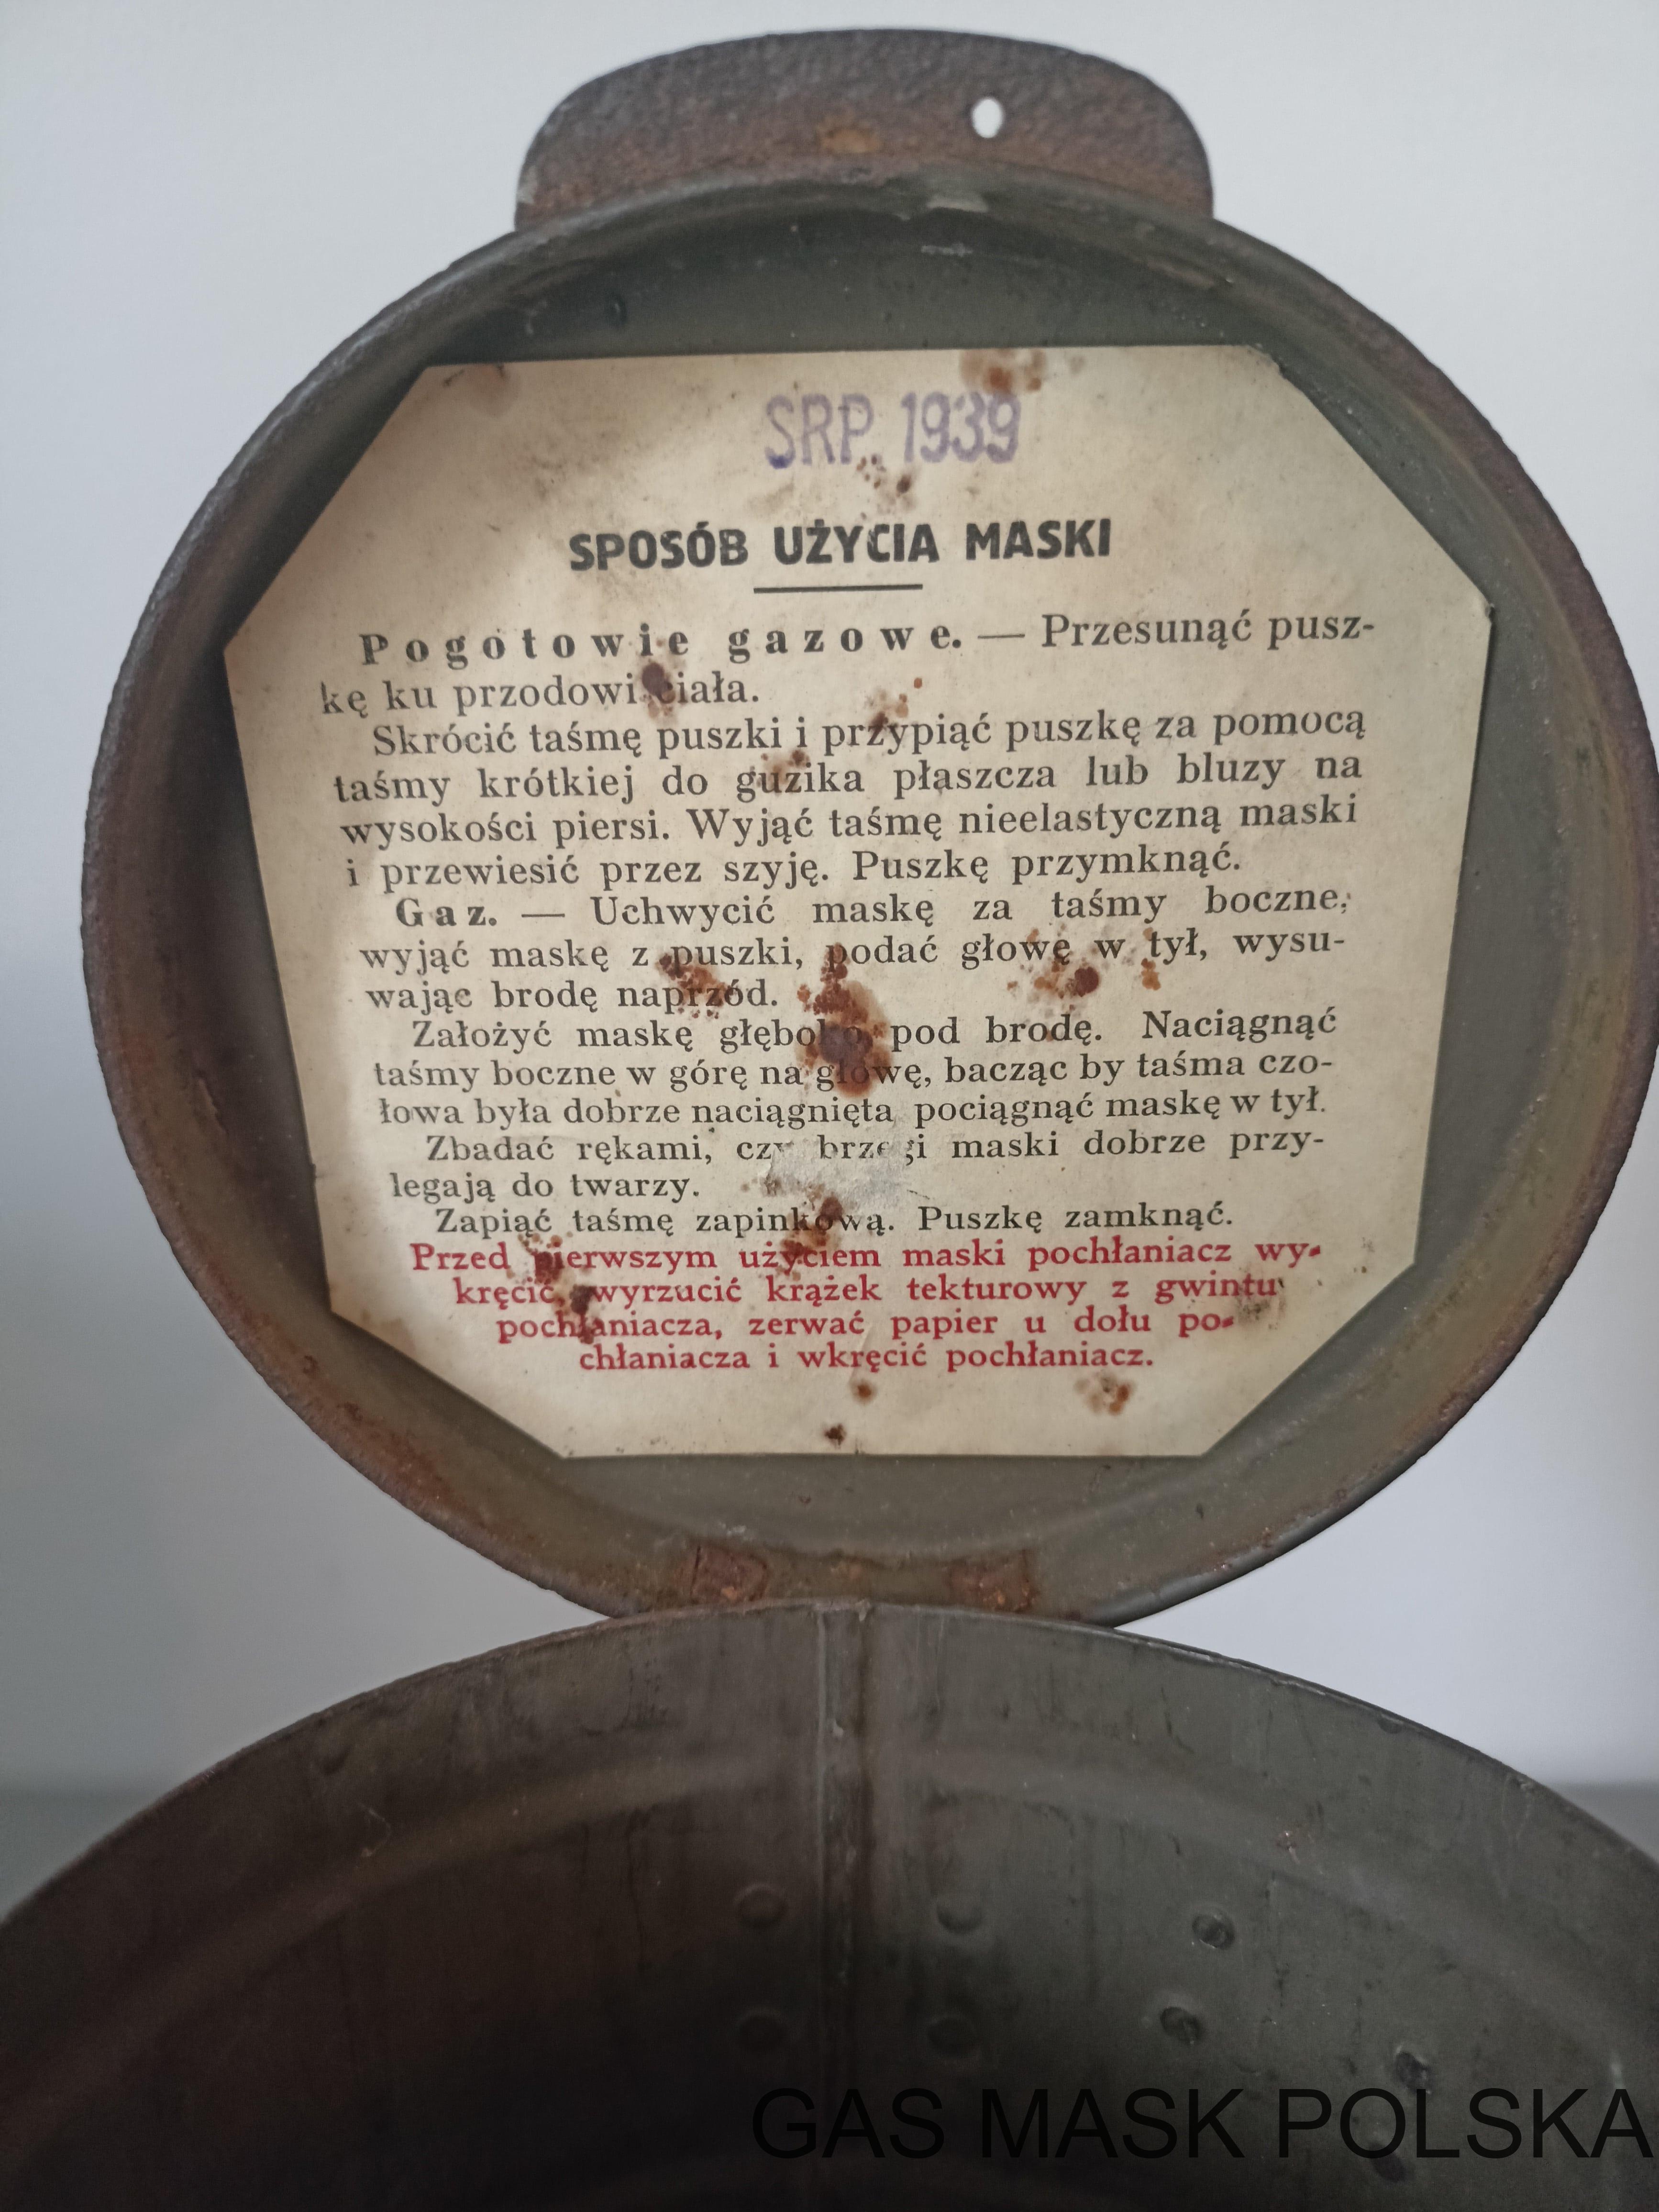 SRP. 1939
SPOSÓB UŻYCIA MASKI
Pogotowie gazowe. — Przesunąć pusz-
kę ku przodowi ciała.
Skrócić taśmę puszki i przypiąć puszkę za pomocą
taśmy krótkiej do guzika płaszcza lub bluzy na
wysokości piersi. Wyjąć taśmę nieelastyczną maski
i przewiesić przez szyję. Puszkę przymknąć.
Gaz. — Uchwycić maskę za taśmy boczne,
wyjąć maskę z puszki, podać głowę w tył, wysu-
wając brodę naprzód.
Założyć maskę głęboko pod brodę. Naciągnąć
taśmy boczne w górę na głowę, bacząc by taśma czo-
łowa była dobrze naciągnięta, pociągnąć maskę w tył.
Zbadać rękami, czy brzegi maski dobrze przy-
legają do twarzy.
Zapiąć taśmę zapinkową. Puszkę zamknąć.
Przed pierwszym użyciem maski pochłaniacz wy-
kręcić, wyrzucić krążek tekturowy z gwintu
pochłaniacza, zerwać papier u dołu po-
chłaniacza i wkręcić pochłaniacz.
GAS MASK POLSKA